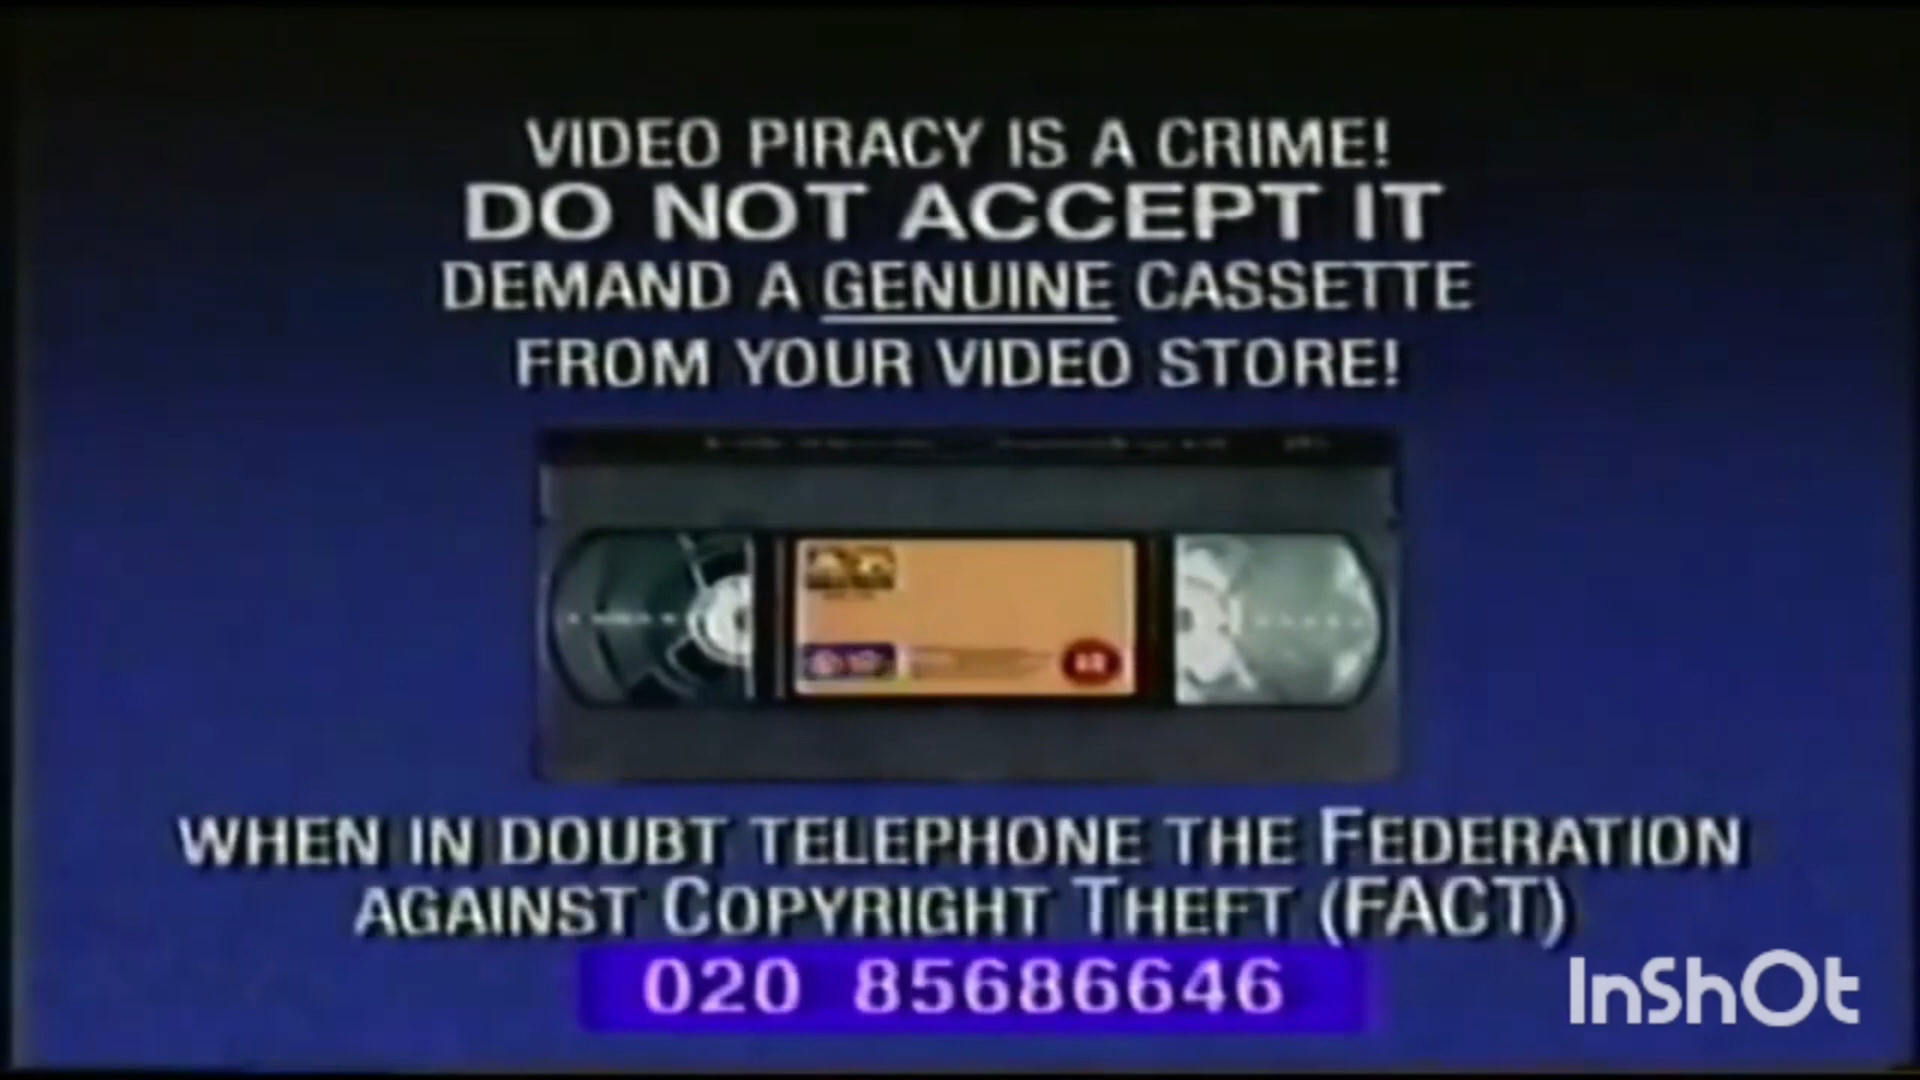 VIDEO PIRACY IS A CRIME!
DO NOT ACCEPT IT
DEMAND A GENUINE CASSETTE
FROM YOUR VIDEO STORE!
WHEN IN DOUBT TELEPHONE THE FEDERATION
AGAINST COPYRIGHT THEFT (FACT)
020 85686646
InShOt